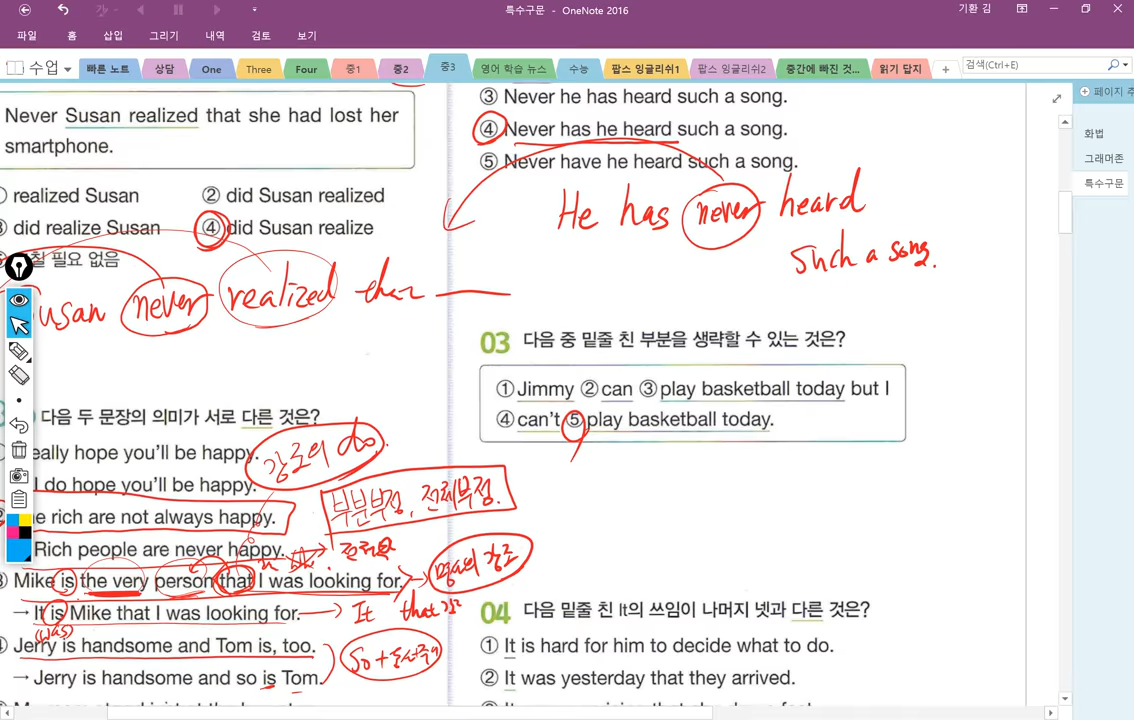 특수구문 - OneNote 2016
기환 김
파일 홈 삽입 그리기 내역 검토 보기
수업 빠른 노트 상담 One Three Four 중1 중2 중3 영어 학습 뉴스 수능 팝스 잉글리쉬1 팝스 잉글리쉬2 중간에 빠진 것... 읽기 답지 + 검색(Ctrl+E)
페이지 추
화법
그래머존
특수구문
Never Susan realized that she had lost her
smartphone.
realized Susan ② did Susan realized
did realize Susan ④ did Susan realize
칠 필요 없음
usan never realized that
다음 두 문장의 의미가 서로 다른 것은?
eally hope you'll be happy.
강조의 do.
I do hope you'll be happy.
부분부정, 전체부정.
e rich are not always happy.
Rich people are never happy.
Mike is the very person that I was looking for.
명사의 강조
→ It is Mike that I was looking for.
It that
(was)
Jerry is handsome and Tom is, too.
so+동사+주어
→ Jerry is handsome and so is Tom.
③ Never he has heard such a song.
④ Never has he heard such a song.
⑤ Never have he heard such a song.
He has never heard
such a song.
03 다음 중 밑줄 친 부분을 생략할 수 있는 것은?
① Jimmy ② can ③ play basketball today but I
④ can't ⑤ play basketball today.
04 다음 밑줄 친 It의 쓰임이 나머지 넷과 다른 것은?
① It is hard for him to decide what to do.
② It was yesterday that they arrived.